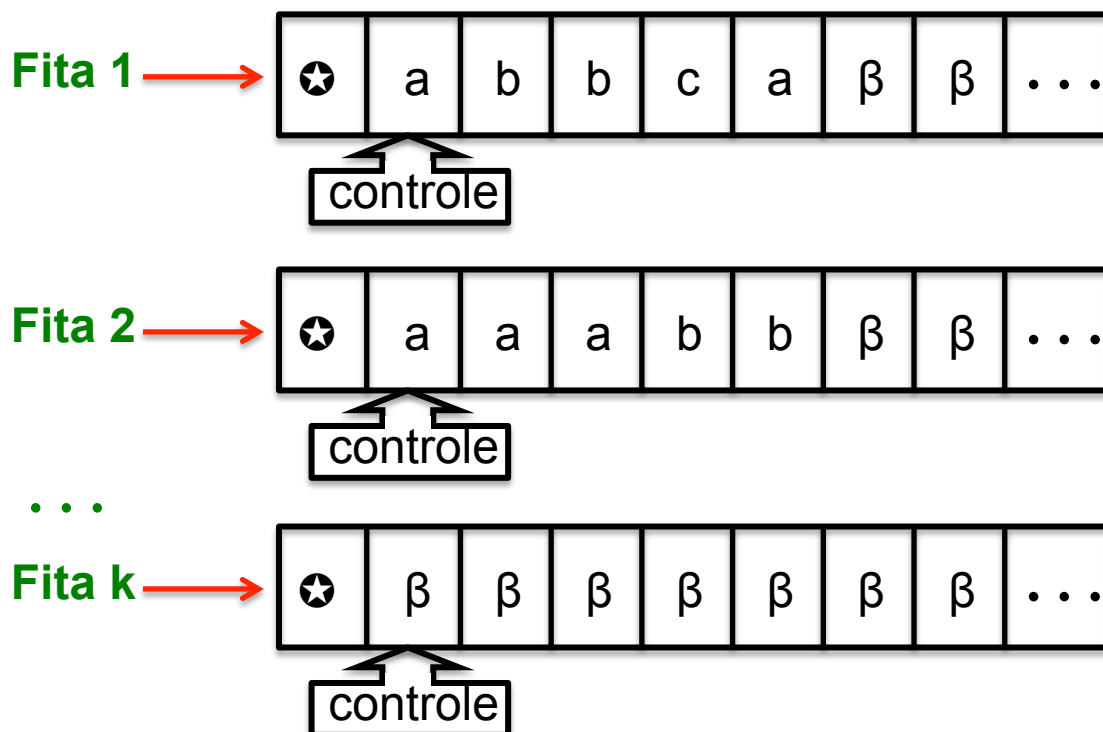 Fita 1 ✪ a b b c a β β ...
controle
Fita 2 ✪ a a a b b β β ...
controle
...
Fita k ✪ β β β β β β β ...
controle